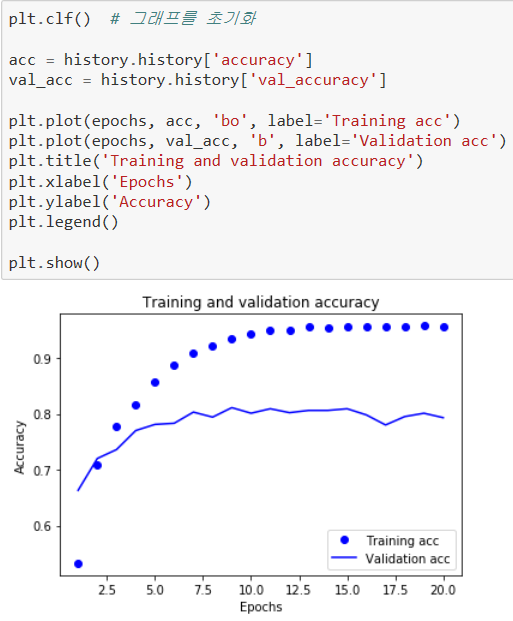 plt.clf()  # 그래프를 초기화
acc = history.history['accuracy']
val_acc = history.history['val_accuracy']
plt.plot(epochs, acc, 'bo', label='Training acc')
plt.plot(epochs, val_acc, 'b', label='Validation acc')
plt.title('Training and validation accuracy')
plt.xlabel('Epochs')
plt.ylabel('Accuracy')
plt.legend()
plt.show()
Training and validation accuracy
0.9
0.8
0.7
0.6
Accuracy
Training acc
Validation acc
2.5 5.0 7.5 10.0 12.5 15.0 17.5 20.0
Epochs